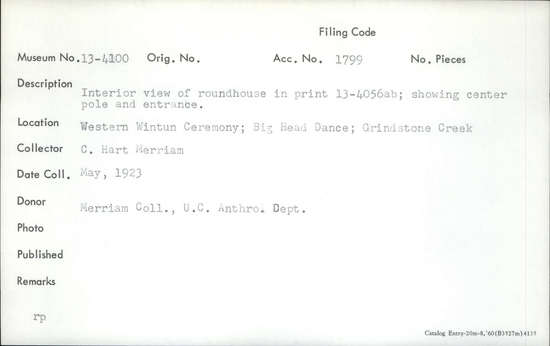 Filing Code
Museum No. 13-4100 Orig. No. Acc. No. 1799 No. Pieces
Description Interior view of roundhouse in print 13-4056ab; showing center
pole and entrance.
Location Western Wintun Ceremony; Big Head Dance; Grindstone Creek
Collector C. Hart Merriam
Date Coll. May, 1923
Donor Merriam Coll., U.C. Anthro. Dept.
Photo
Published
Remarks
rp
Catalog Entry-20m-8,'60(B3927m)4139